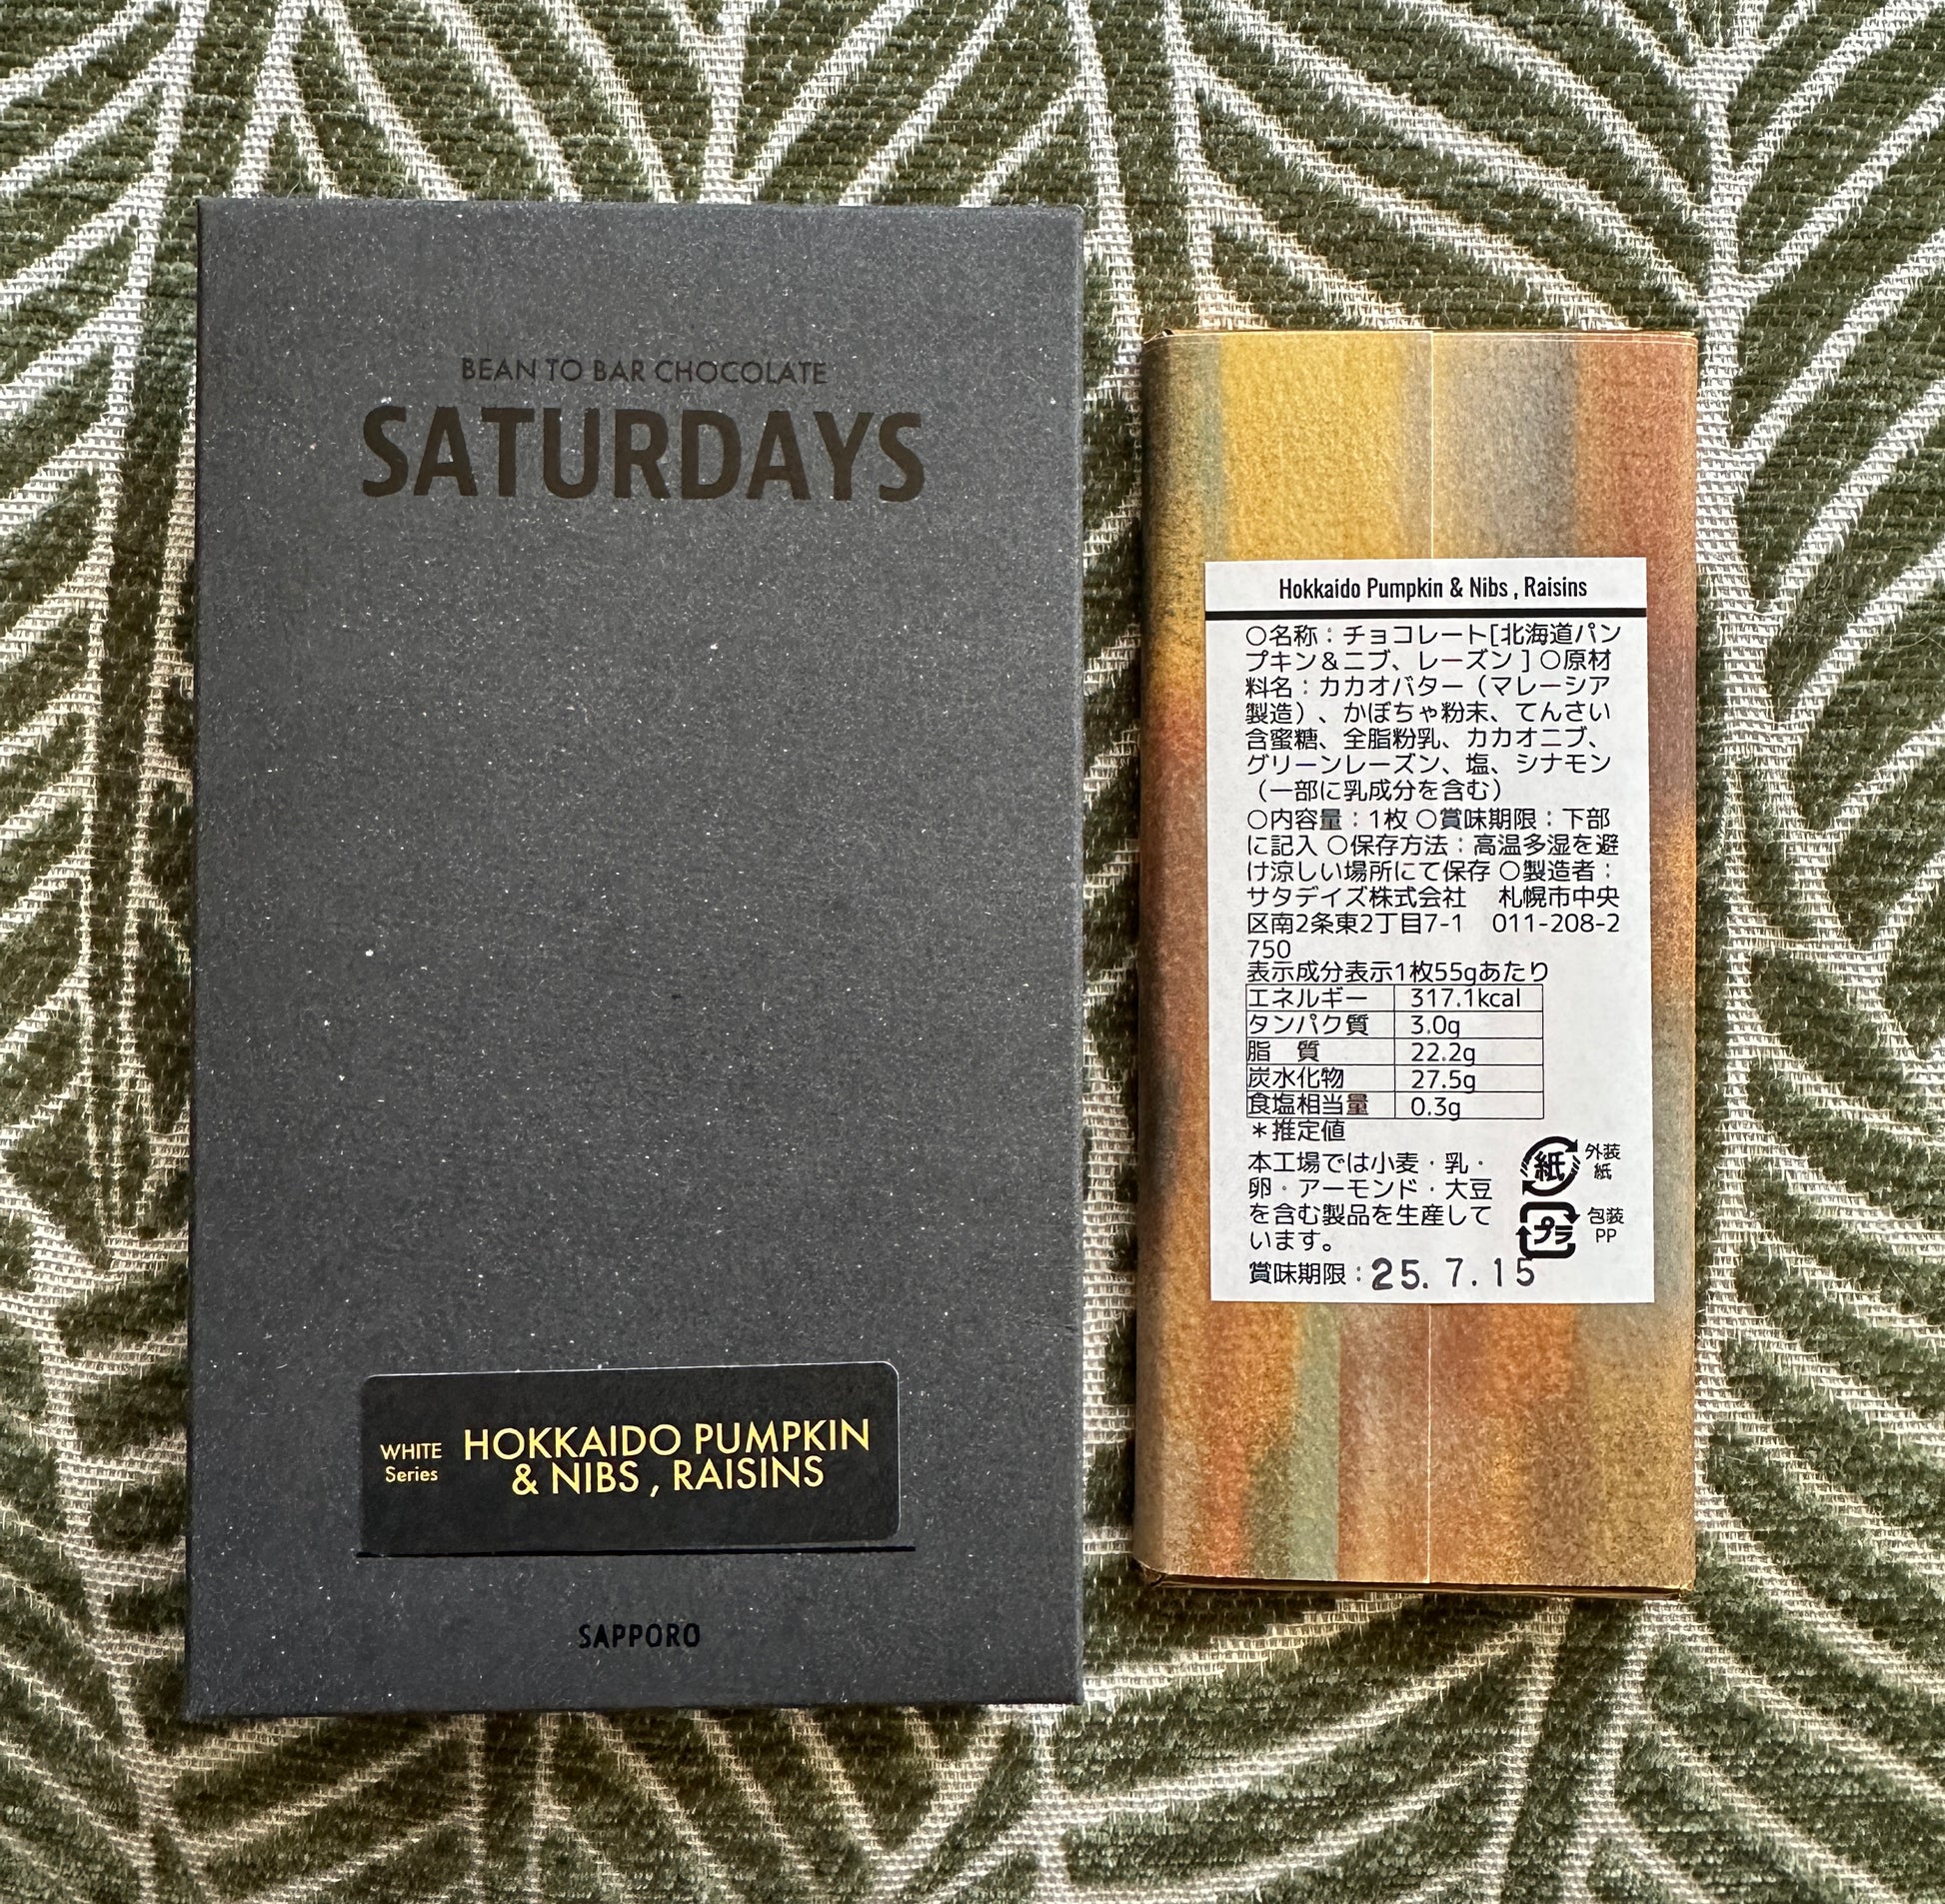 BEAN TO BAR CHOCOLATE
SATURDAYS
WHITE
Series
HOKKAIDO PUMPKIN
& NIBS , RAISINS
SAPPORO
Hokkaido Pumpkin & Nibs , Raisins
○名称：チョコレート[北海道パン
プキン＆ニブ、レーズン ] ○原材
料名：カカオバター（マレーシア
製造）、かぼちゃ粉末、てんさい
含蜜糖、全脂粉乳、カカオニブ、
グリーンレーズン、塩、シナモン
（一部に乳成分を含む）
○内容量：1枚 ○賞味期限：下部
に記入 ○保存方法：高温多湿を避
け涼しい場所にて保存 ○製造者：
サタデイズ株式会社　札幌市中央
区南2条東2丁目7-1　011-208-2
750
表示成分表示1枚55gあたり
エネルギー 317.1kcal
タンパク質 3.0g
脂　質 22.2g
炭水化物 27.5g
食塩相当量 0.3g
＊推定値
本工場では小麦・乳・
卵・アーモンド・大豆
を含む製品を生産して
います。
紙 外装
紙
プラ 包装
PP
賞味期限：25. 7. 15